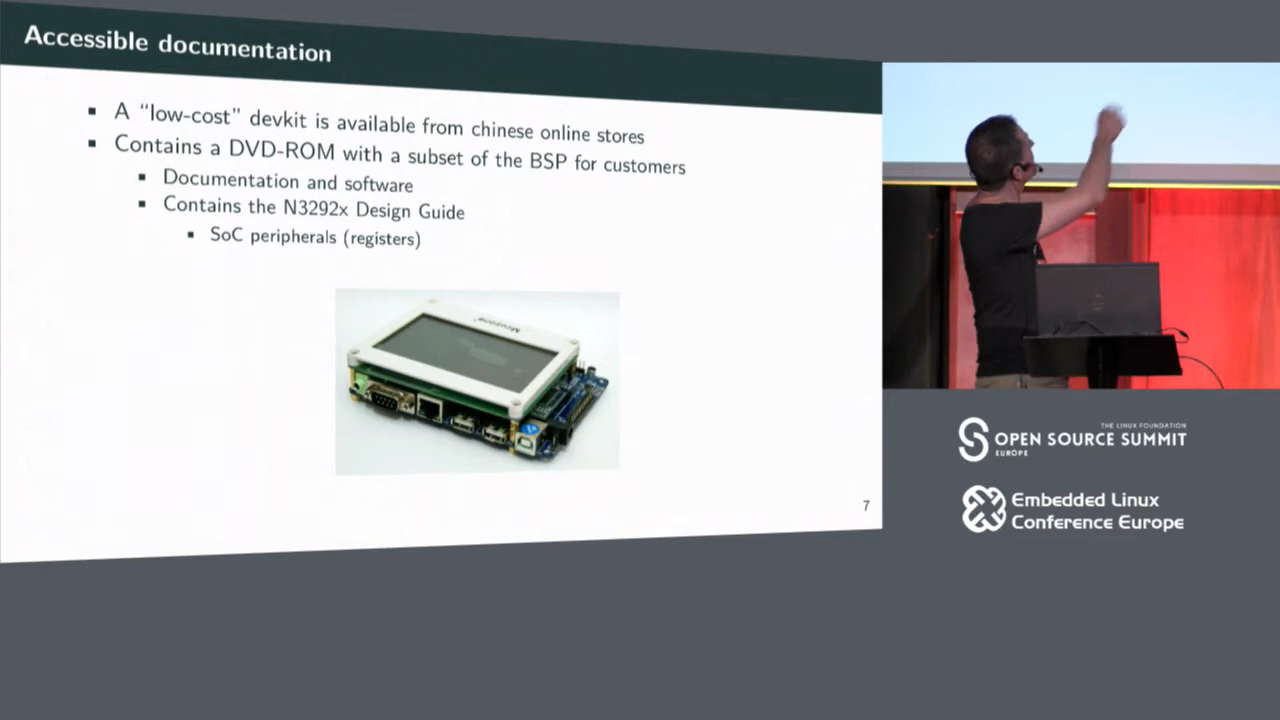 Accessible documentation
A “low-cost” devkit is available from chinese online stores
Contains a DVD-ROM with a subset of the BSP for customers
Documentation and software
Contains the N3292x Design Guide
SoC peripherals (registers)
7
THE LINUX FOUNDATION
OPEN SOURCE SUMMIT
EUROPE
Embedded Linux
Conference Europe